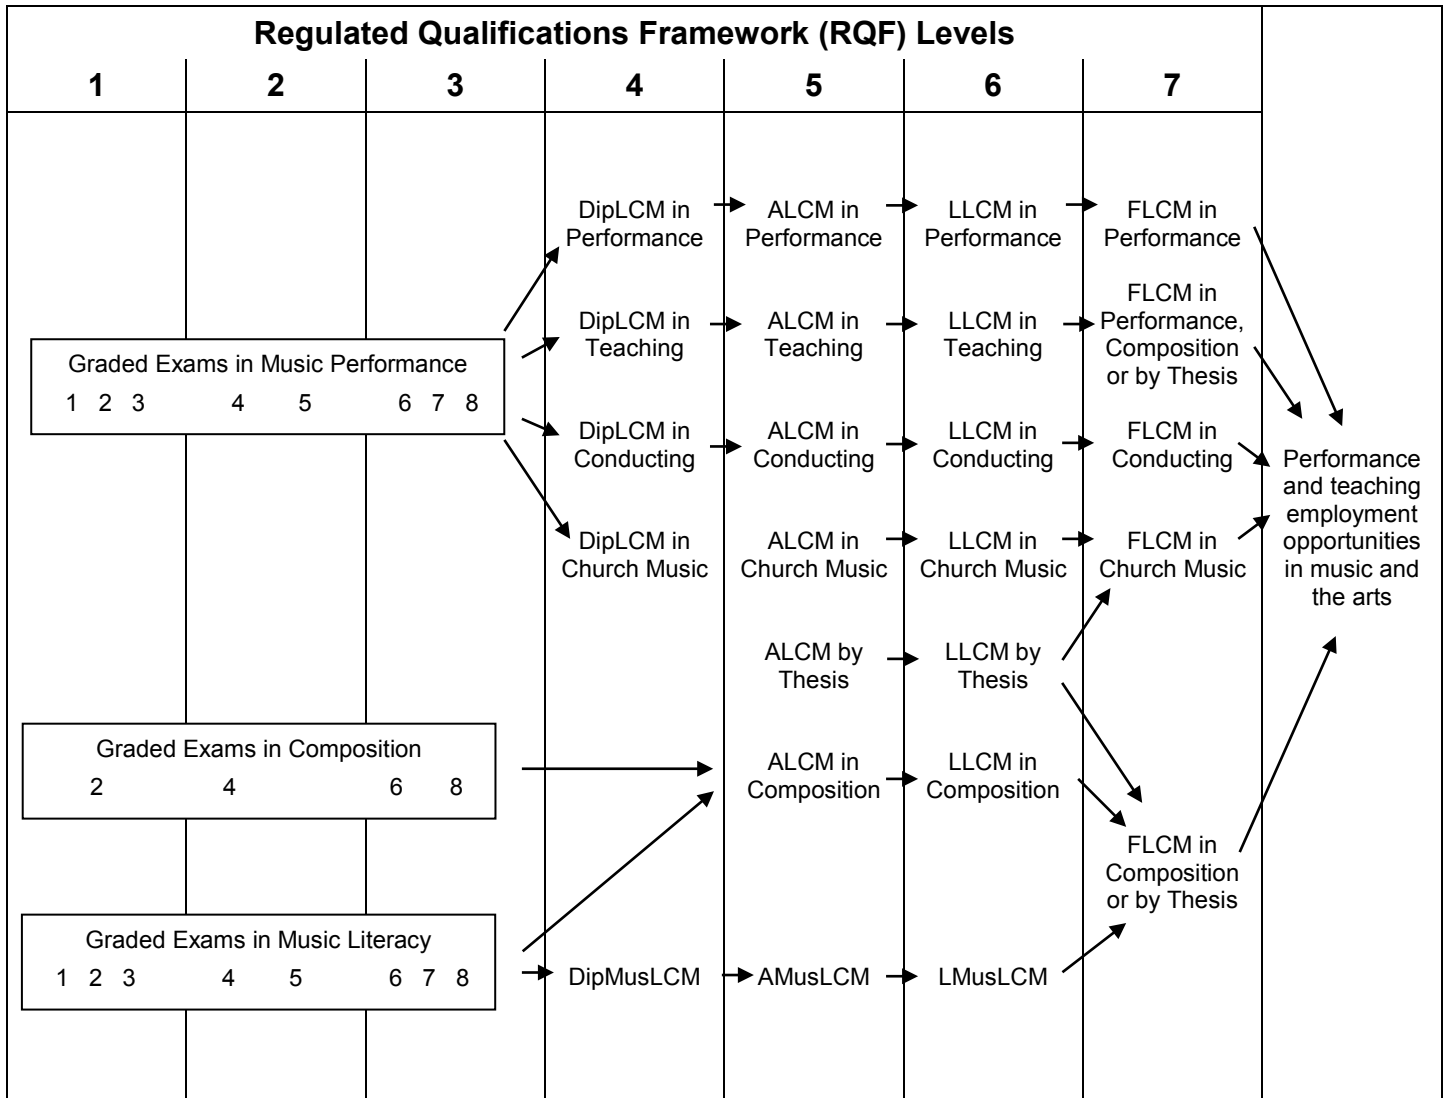 Regulated Qualifications Framework (RQF) Levels
1 2 3 4 5 6 7
DipLCM in
Performance
ALCM in
Performance
LLCM in
Performance
FLCM in
Performance
DipLCM in
Teaching
ALCM in
Teaching
LLCM in
Teaching
FLCM in
Performance,
Composition
or by Thesis
Graded Exams in Music Performance
1 2 3 4 5 6 7 8
DipLCM in
Conducting
ALCM in
Conducting
LLCM in
Conducting
FLCM in
Conducting
Performance
and teaching
employment
opportunities
in music and
the arts
DipLCM in
Church Music
ALCM in
Church Music
LLCM in
Church Music
FLCM in
Church Music
ALCM by
Thesis
LLCM by
Thesis
Graded Exams in Composition
2 4 6 8
ALCM in
Composition
LLCM in
Composition
FLCM in
Composition
or by Thesis
Graded Exams in Music Literacy
1 2 3 4 5 6 7 8
DipMusLCM
AMusLCM
LMusLCM